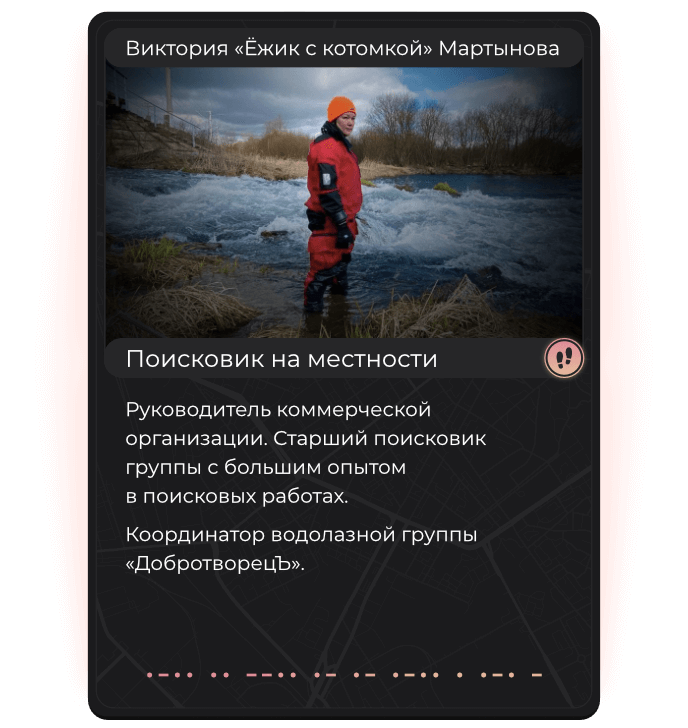 Виктория «Ёжик с котомкой» Мартынова
Поисковик на местности
Руководитель коммерческой
организации. Старший поисковик
группы с большим опытом
в поисковых работах.
Координатор водолазной группы
«ДобротворецЪ».